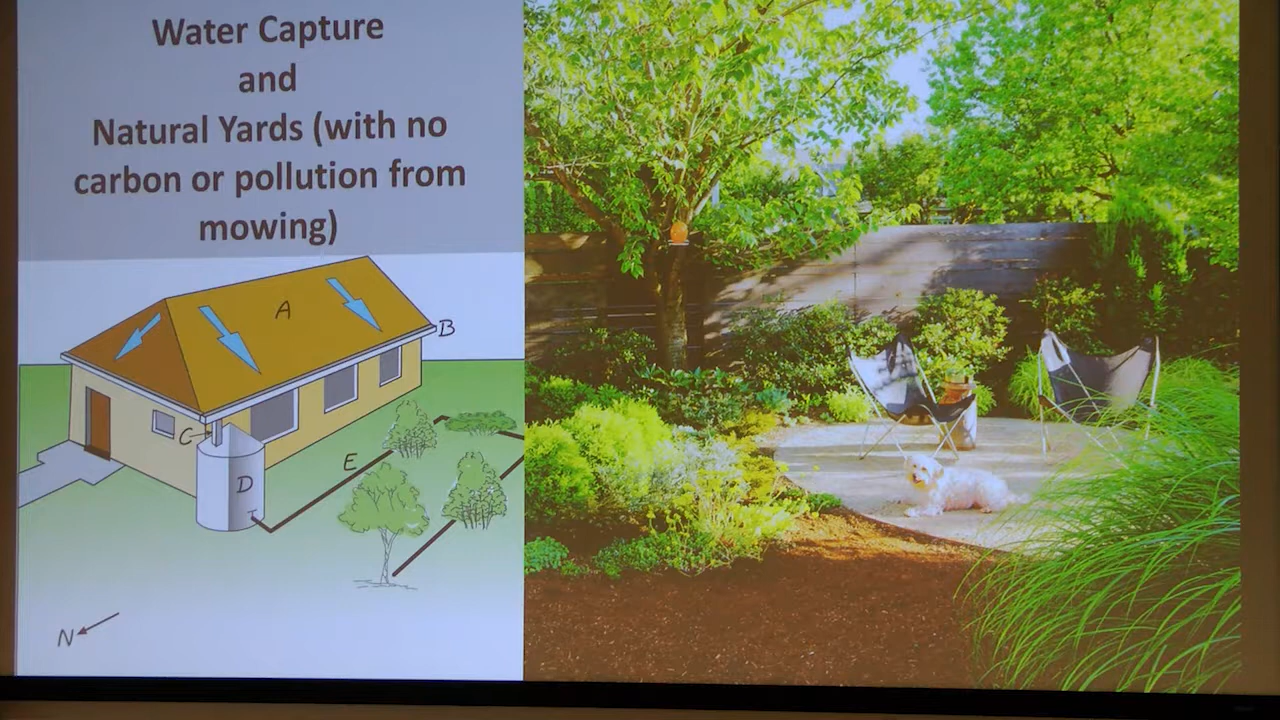 Water Capture
and
Natural Yards (with no
carbon or pollution from
mowing)
A
B
C
D
E
N